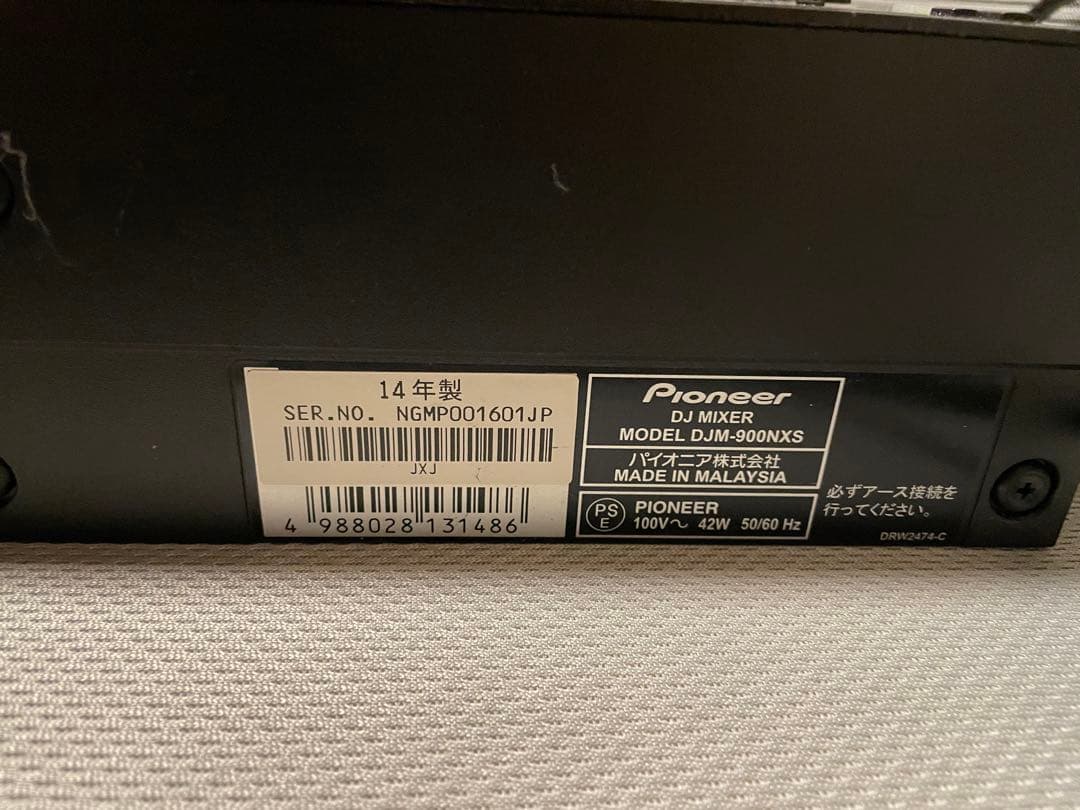 14年製
SER.NO. NGMP001601JP
JXJ
4 988028 131486
Pioneer
DJ MIXER
MODEL DJM-900NXS
パイオニア株式会社
MADE IN MALAYSIA
PS
E
PIONEER
100V～ 42W 50/60 Hz
必ずアース接続を
行ってください。
DRW2474-C